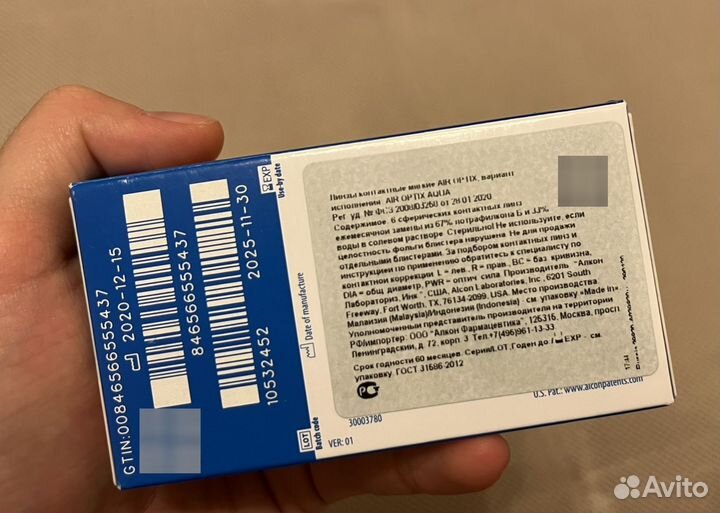 GTIN:00846566555437
2020-12-15
846566555437
2025-11-30
10532452
EXP
Use-by date
Date of manufacture
LOT
Batch code
Линзы контактные мягкие AIR OPTIX, вариант
исполнения: AIR OPTIX AQUA
Рег. уд. № ФСЗ 2008/03260 от 28.01.2020
Содержимое: 6 сферических контактных линз
ежемесячной замены из 67% лотрафилкона Б и 33%
воды в солевом растворе. Стерильно! Не используйте, если
целостность фольги блистера нарушена. Не для продажи
отдельными блистерами. За подбором контактных линз и
инструкцией по применению обратитесь к специалисту по
контактной коррекции. L = лев., R = прав., BC = баз. кривизна,
DIA= общ. диаметр, PWR = оптич. сила. Производитель: "Алкон
Лабораториз, Инк.", США, Alcon Laboratories, Inc., 6201 South
Freeway, Fort Worth, TX, 76134-2099, USA. Место производства:
Малайзия (Malaysia)/Индонезия (Indonesia) - см. упаковку «Made in».
Уполномоченный представитель производителя на территории
РФ/Импортер: ООО "Алкон Фармацевтика", 126316, Москва, просп.
Ленинградский, д. 72, корп. 3. Тел.+7(495)961-13-33
Срок годности 60 месяцев. Серия/LOT, Годен до/ EXP - см.
упаковку. ГОСТ 31586-2012
17:41
U.S. Pat.: www.alconpatents.com
30003780
VER: 01
Avito